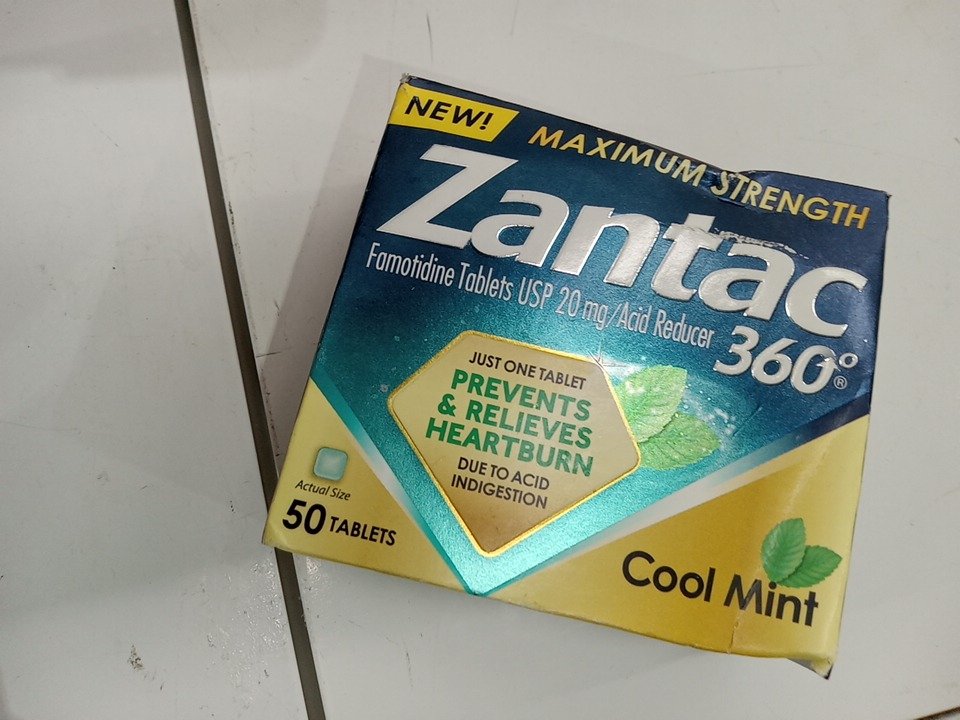 NEW!
MAXIMUM STRENGTH
Zantac
360°®
Famotidine Tablets USP 20 mg/Acid Reducer
JUST ONE TABLET
PREVENTS
& RELIEVES
HEARTBURN
DUE TO ACID
INDIGESTION
Actual Size
50 TABLETS
Cool Mint